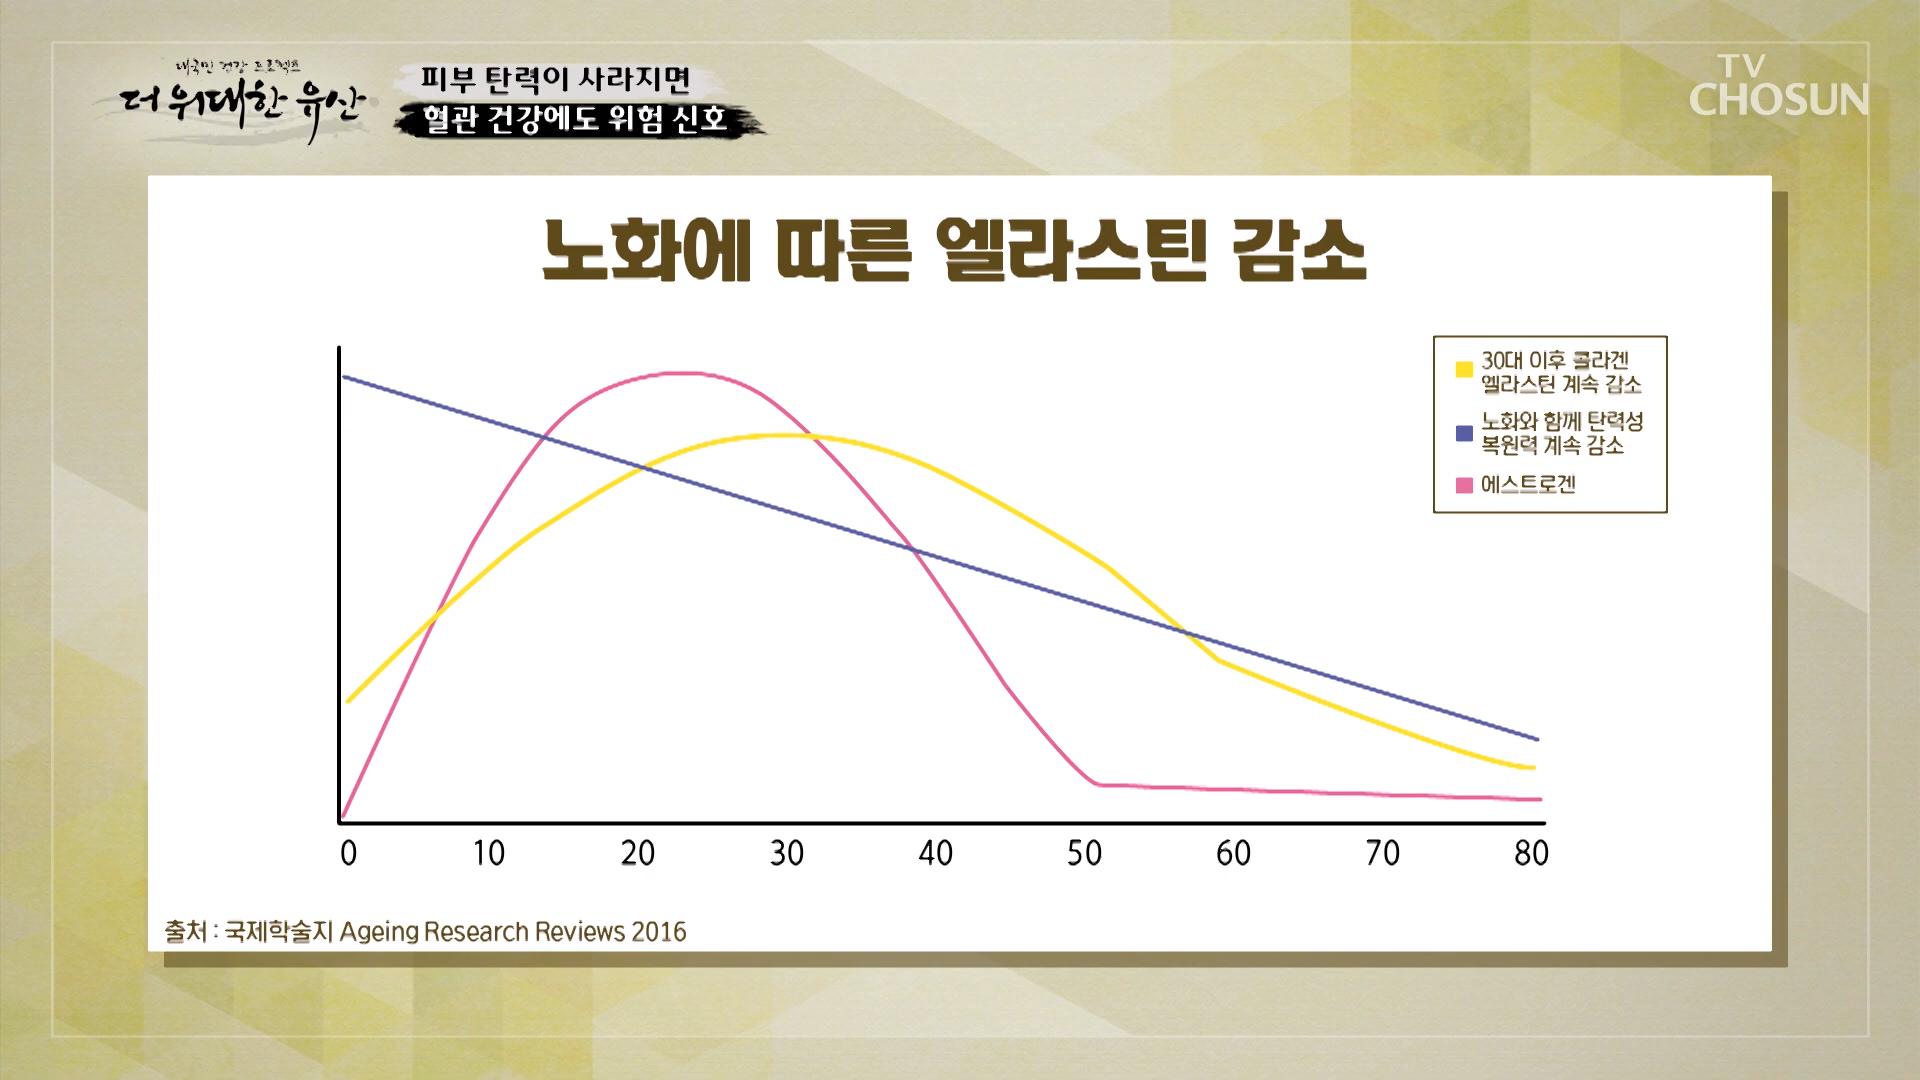 대국민 건강 프로젝트
더 위대한 유산
피부 탄력이 사라지면
혈관 건강에도 위험 신호
TV
CHOSUN
노화에 따른 엘라스틴 감소
30대 이후 콜라겐
엘라스틴 계속 감소
노화와 함께 탄력성
복원력 계속 감소
에스트로겐
0 10 20 30 40 50 60 70 80
출처 : 국제학술지 Ageing Research Reviews 2016